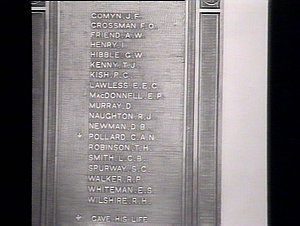 COMYN, J.F.
CROSSMAN, F.O.
FRIEND, A.W.
HENRY, I.
HIBBLE, G.W.
KENNY, T.J.
KISH, P.C.
LAWLESS, E.E.C.
MACDONNELL, E.P.
MURRAY, D.
NAUGHTON, R.J.
NEWMAN, D.B.
+ POLLARD, C.A.N.
ROBINSON, T.H.
SMITH, L.C.B.
SPURWAY, S.C.
WALKER, R.P.
WHITEMAN, E.S.
WILSHIRE, R.H.
+ GAVE HIS LIFE